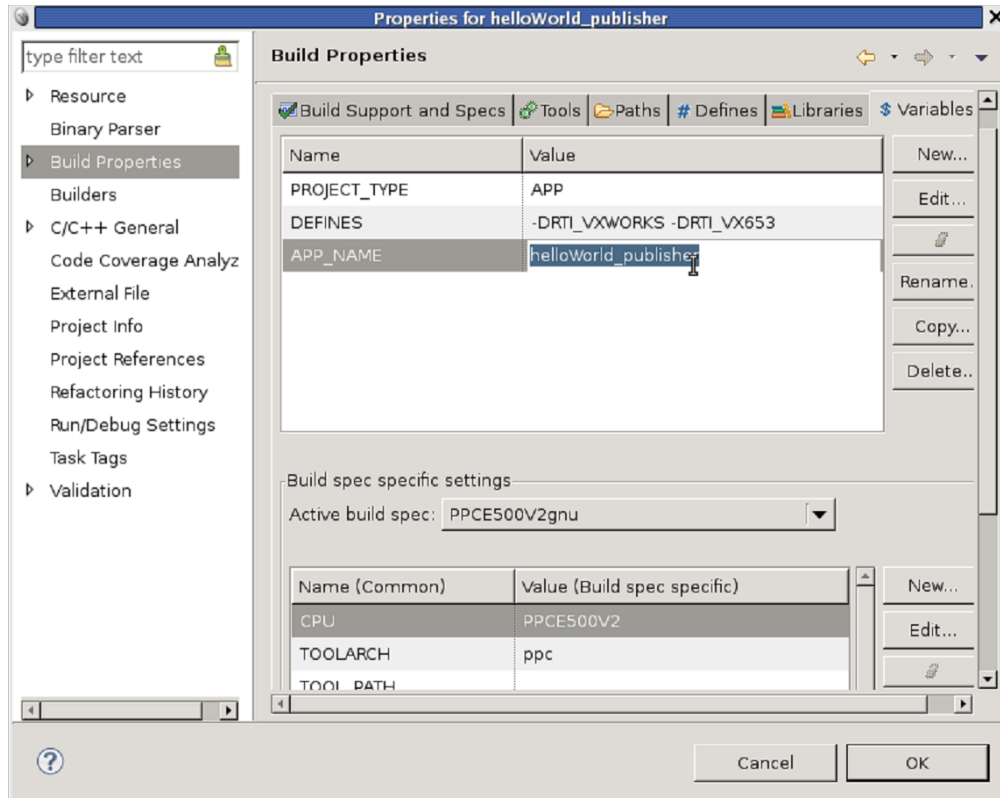 Properties for helloWorld_publisher
type filter text
Resource
Binary Parser
Build Properties
Builders
C/C++ General
Code Coverage Analyz
External File
Project Info
Project References
Refactoring History
Run/Debug Settings
Task Tags
Validation
Build Properties
Build Support and Specs Tools Paths # Defines Libraries $ Variables
Name Value
PROJECT_TYPE APP
DEFINES -DRTI_VXWORKS -DRTI_VX653
APP_NAME helloWorld_publisher
New...
Edit...
Rename.
Copy...
Delete..
Build spec specific settings
Active build spec: PPCE500V2gnu
Name (Common) Value (Build spec specific)
CPU PPCE500V2
TOOLARCH ppc
TOOL_PATH
New...
Edit...
?
Cancel
OK